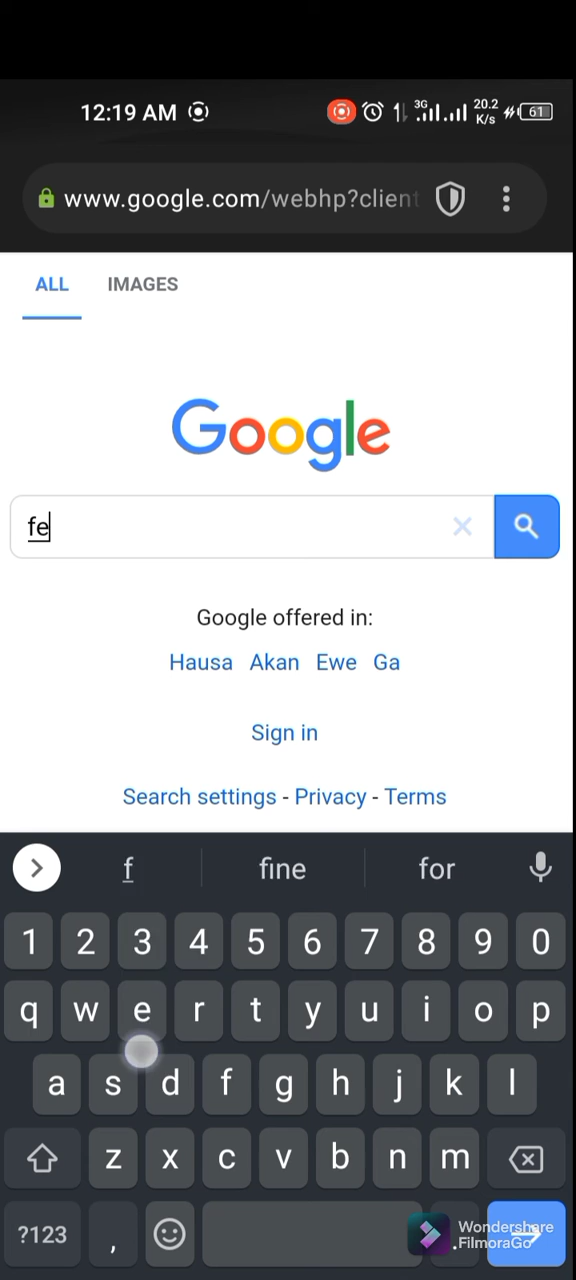 12:19 AM 3G 20.2 K/s 61
www.google.com/webhp?client
ALL IMAGES
Google
fe
Google offered in:
Hausa Akan Ewe Ga
Sign in
Search settings - Privacy - Terms
f fine for
1 2 3 4 5 6 7 8 9 0
q w e r t y u i o p
a s d f g h j k l
z x c v b n m
?123 , .
Wondershare
FilmoraGo